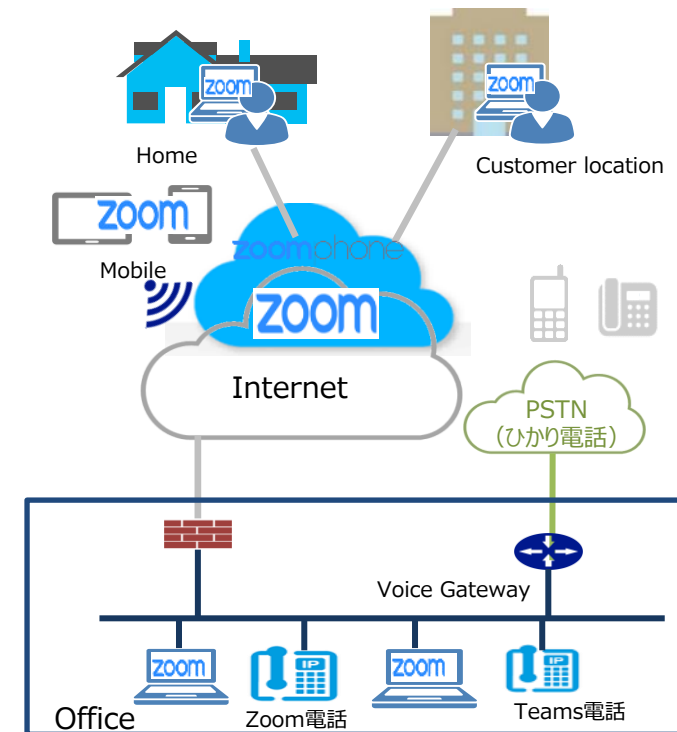 zoom
zoom
Home
Customer location
zoom
Mobile
zoomphone
zoom
Internet
PSTN
（ひかり電話）
Voice Gateway
zoom
IP
zoom
IP
Office
Zoom電話
Teams電話